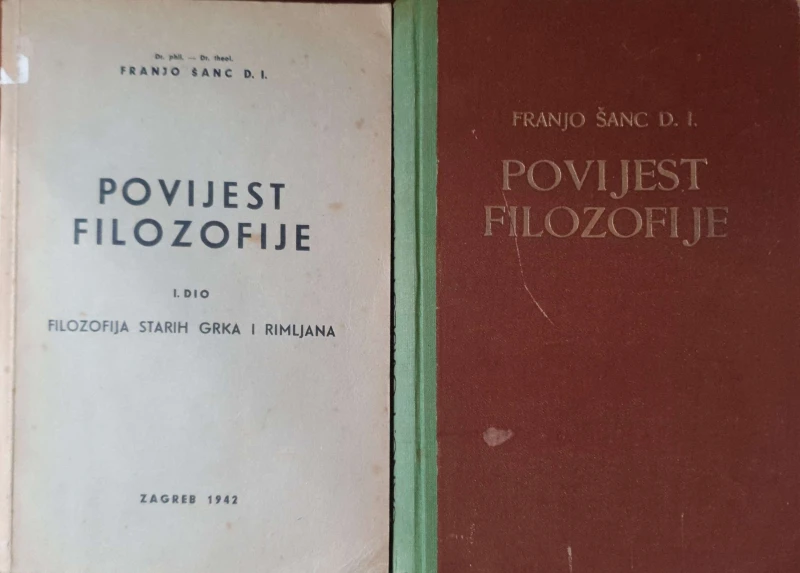 Dr. phil. — Dr. theol.
FRANJO ŠANC D. I.
POVIJEST
FILOZOFIJE
I. DIO
FILOZOFIJA STARIH GRKA I RIMLJANA
ZAGREB 1942
FRANJO ŠANC D. I.
POVIJEST
FILOZOFIJE